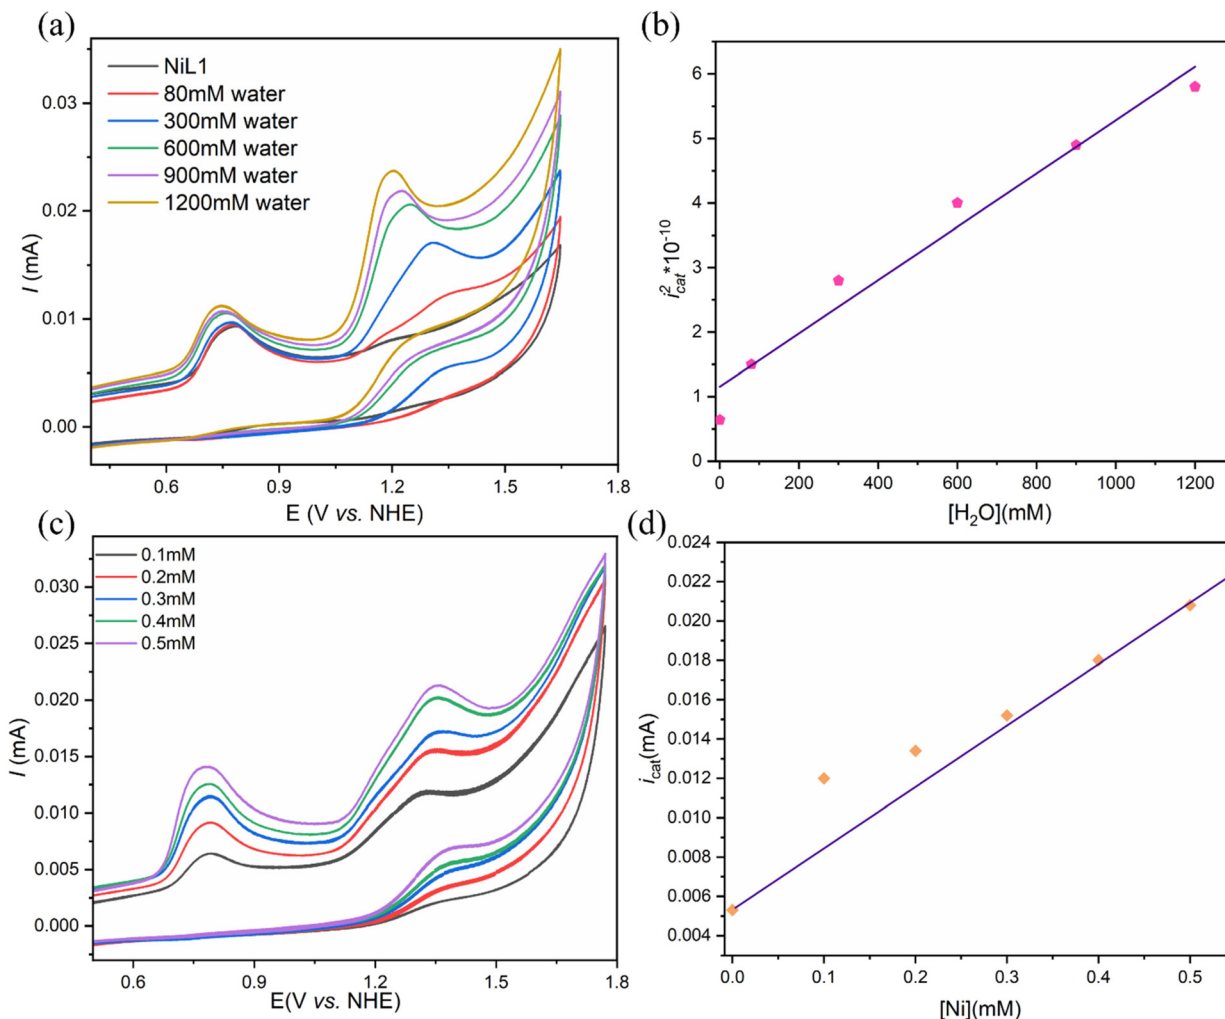 (a)
NiL1
80mM water
300mM water
600mM water
900mM water
1200mM water
0.03
0.02
0.01
0.00
I (mA)
0.6
0.9
1.2
1.5
1.8
E (V vs. NHE)
(b)
6
5
4
3
2
1
0
i²cat*10⁻¹⁰
0
200
400
600
800
1000
1200
[H₂O](mM)
(c)
0.1mM
0.2mM
0.3mM
0.4mM
0.5mM
0.030
0.025
0.020
0.015
0.010
0.005
0.000
I (mA)
0.6
0.9
1.2
1.5
1.8
E(V vs. NHE)
(d)
0.024
0.022
0.020
0.018
0.016
0.014
0.012
0.010
0.008
0.006
0.004
icat(mA)
0.0
0.1
0.2
0.3
0.4
0.5
[Ni](mM)